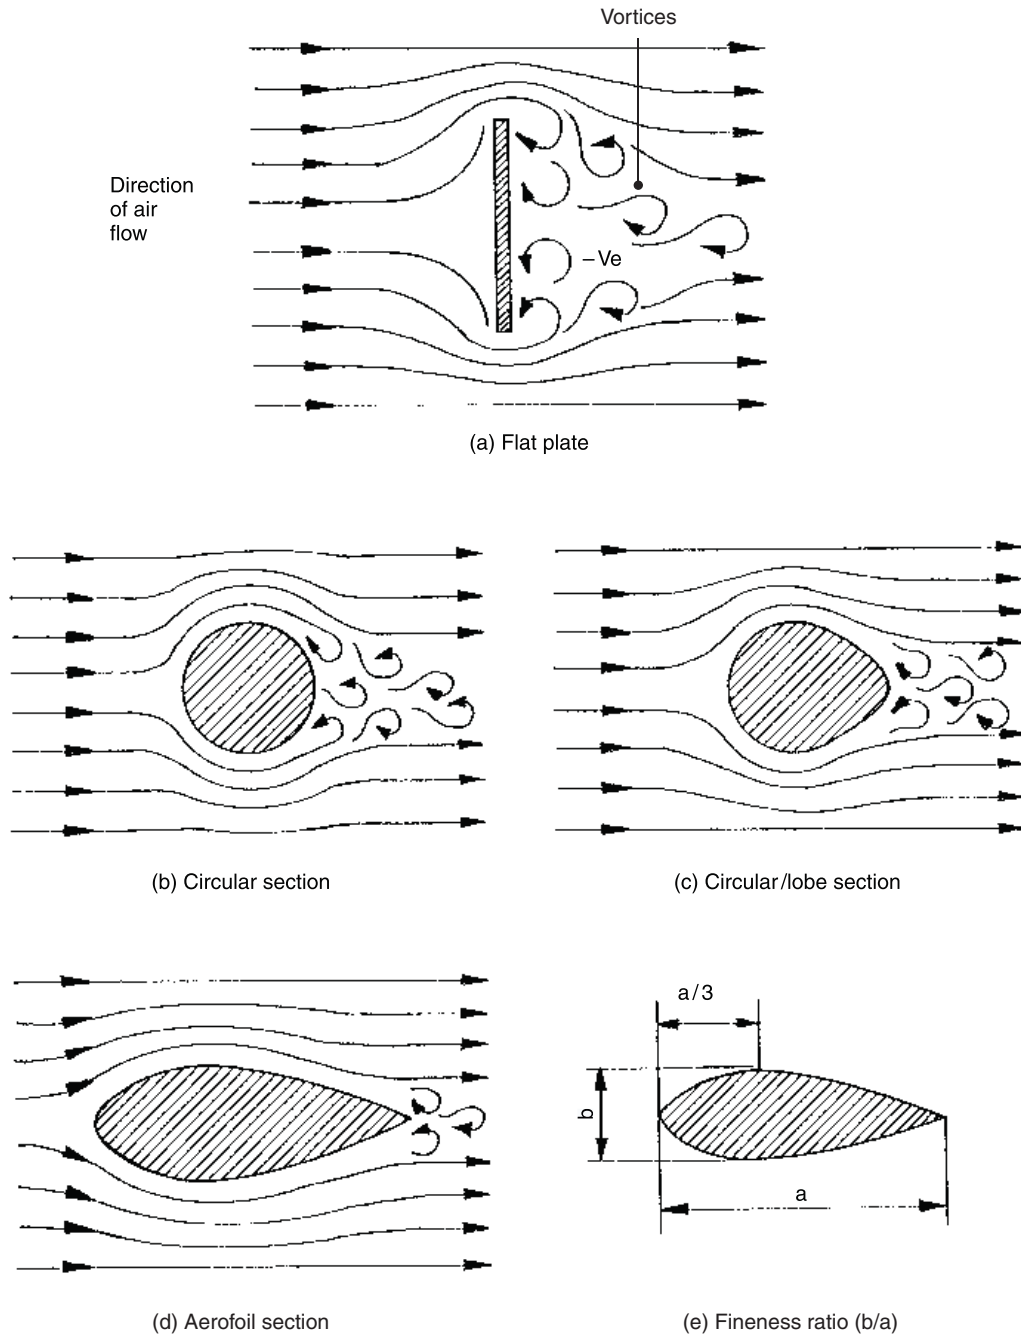 Vortices
Direction
of air
flow
–Ve
(a) Flat plate
(b) Circular section
(c) Circular/lobe section
a/3
b
a
(d) Aerofoil section
(e) Fineness ratio (b/a)